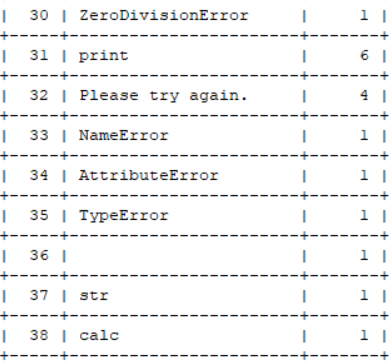 | 30 | ZeroDivisionError | 1 |
+-----+------------------------+-------+
| 31 | print | 6 |
+-----+------------------------+-------+
| 32 | Please try again. | 4 |
+-----+------------------------+-------+
| 33 | NameError | 1 |
+-----+------------------------+-------+
| 34 | AttributeError | 1 |
+-----+------------------------+-------+
| 35 | TypeError | 1 |
+-----+------------------------+-------+
| 36 | | 1 |
+-----+------------------------+-------+
| 37 | str | 1 |
+-----+------------------------+-------+
| 38 | calc | 1 |
+-----+------------------------+-------+